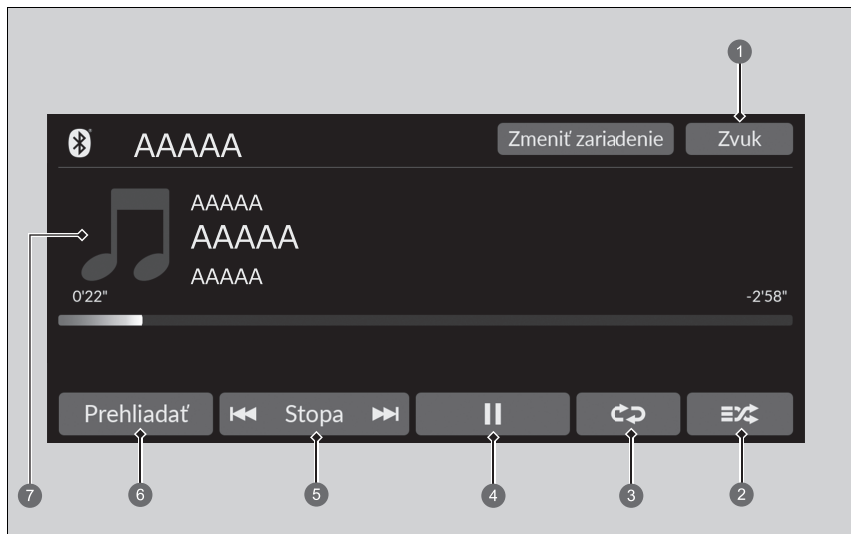 1
AAAAA
Zmeniť zariadenie
Zvuk
AAAAA
AAAAA
AAAAA
7
0'22"
-2'58"
Prehliadať
Stopa
6
5
4
3
2